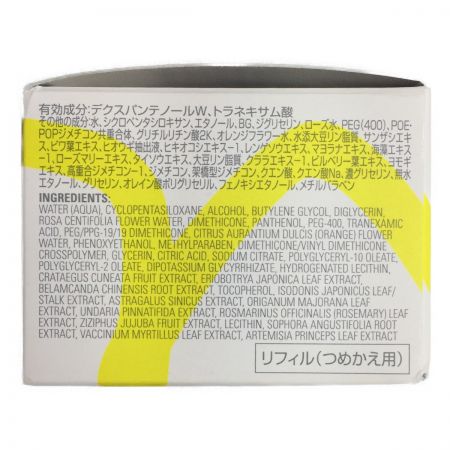 有効成分:デクスパンテノールW、トラネキサム酸
その他の成分:水、シクロペンタシロキサン、エタノール、BG、ジグリセリン、ローズ水、PEG(400)、POE-
POPジメチコン共重合体、グリチルリチン酸2K、オレンジフラワー水、水添大豆リン脂質、サンザシエキ
ス、ビワ葉エキス、ヒオウギ抽出液、ヒキオコシエキス-1、レンゲソウエキス、マヨラナエキス、海藻エキス
-1、ローズマリーエキス、タイソウエキス、大豆リン脂質、クララエキス-1、ビルベリー葉エキス、ヨモギ
エキス、高重合ジメチコン-1、ジメチコン、架橋型ジメチコン、クエン酸、クエン酸Na、濃グリセリン、無水
エタノール、グリセリン、オレイン酸ポリグリセリル、フェノキシエタノール、メチルパラベン
INGREDIENTS:
WATER (AQUA), CYCLOPENTASILOXANE, ALCOHOL, BUTYLENE GLYCOL, DIGLYCERIN,
ROSA CENTIFOLIA FLOWER WATER, DIMETHICONE, PANTHENOL, PEG-400, TRANEXAMIC
ACID, PEG/PPG-19/19 DIMETHICONE, CITRUS AURANTIUM DULCIS (ORANGE) FLOWER
WATER, PHENOXYETHANOL, METHYLPARABEN, DIMETHICONE/VINYL DIMETHICONE
CROSSPOLYMER, GLYCERIN, CITRIC ACID, SODIUM CITRATE, POLYGLYCERYL-10 OLEATE,
POLYGLYCERYL-2 OLEATE, DIPOTASSIUM GLYCYRRHIZATE, HYDROGENATED LECITHIN,
CRATAEGUS CUNEATA FRUIT EXTRACT, ERIOBOTRYA JAPONICA LEAF EXTRACT,
BELAMCANDA CHINENSIS ROOT EXTRACT, TOCOPHEROL, ISODONIS JAPONICUS LEAF/
STALK EXTRACT, ASTRAGALUS SINICUS EXTRACT, ORIGANUM MAJORANA LEAF
EXTRACT, UNDARIA PINNATIFIDA EXTRACT, ROSMARINUS OFFICINALIS (ROSEMARY) LEAF
EXTRACT, ZIZIPHUS JUJUBA FRUIT EXTRACT, LECITHIN, SOPHORA ANGUSTIFOLIA ROOT
EXTRACT, VACCINIUM MYRTILLUS LEAF EXTRACT, ARTEMISIA PRINCEPS LEAF EXTRACT
リフィル(つめかえ用)